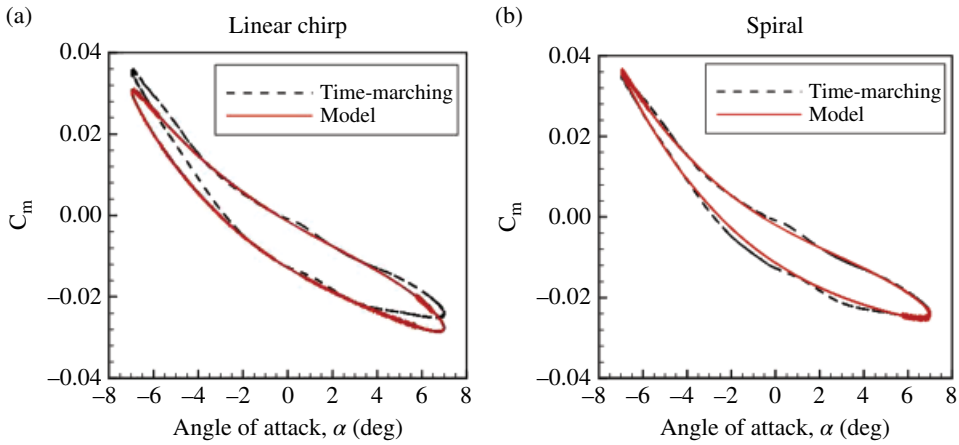 (a)
Linear chirp
0.04
0.02
0.00
−0.02
−0.04
Cm
Time-marching
Model
−8 −6 −4 −2 0 2 4 6 8
Angle of attack, α (deg)
(b)
Spiral
0.04
0.02
0.00
−0.02
−0.04
Cm
Time-marching
Model
−8 −6 −4 −2 0 2 4 6 8
Angle of attack, α (deg)